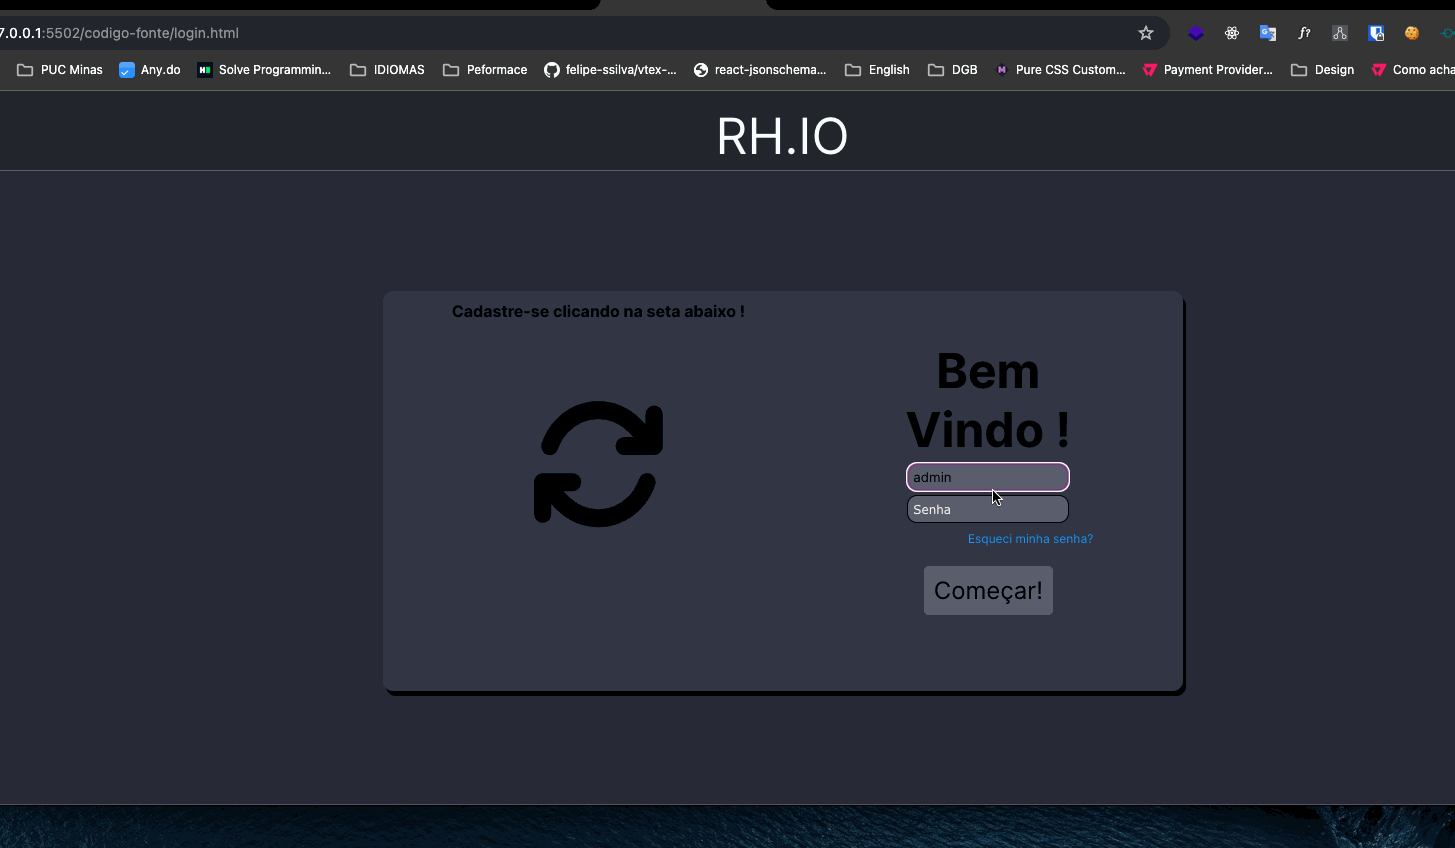 7.0.0.1:5502/codigo-fonte/login.html
f?
PUC Minas
Any.do
Solve Programmin...
IDIOMAS
Peformace
felipe-ssilva/vtex-...
react-jsonschema...
English
DGB
M
Pure CSS Custom...
Payment Provider...
Design
Como acha
RH.IO
Cadastre-se clicando na seta abaixo !
Bem
Vindo !
admin
Senha
Esqueci minha senha?
Começar!